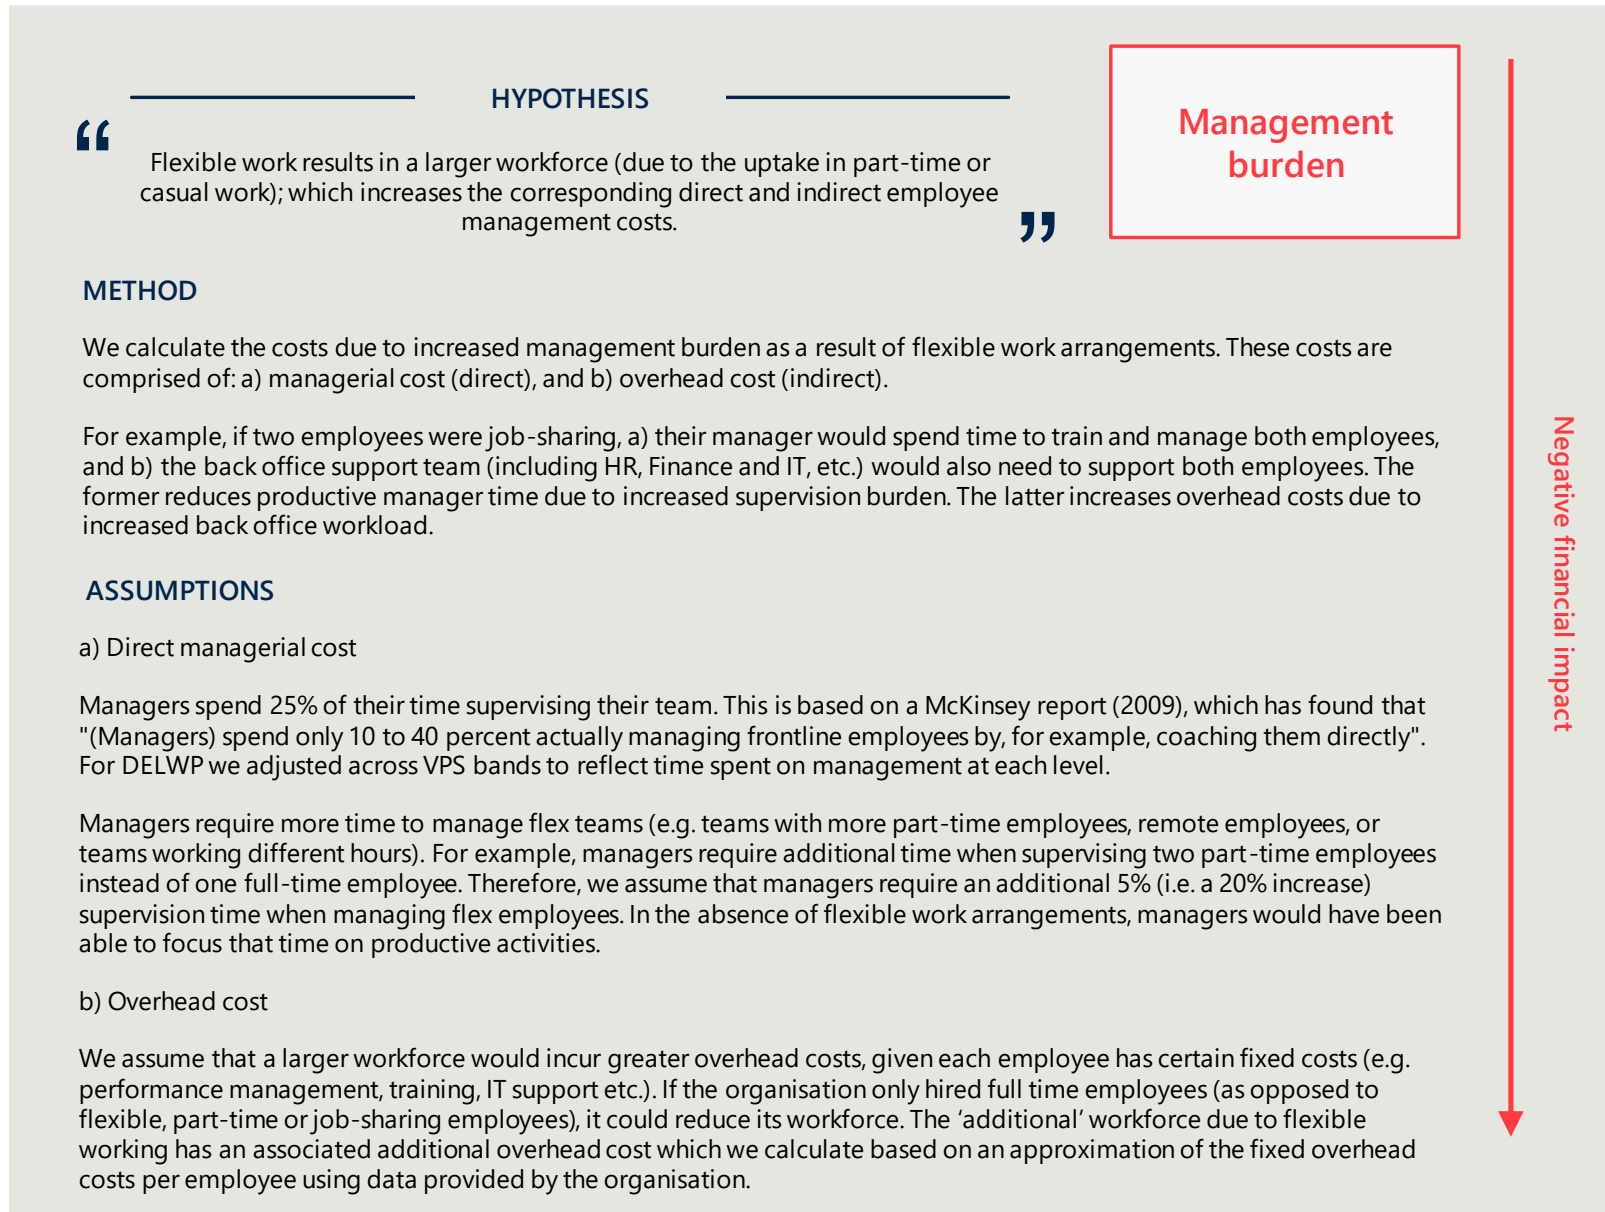 HYPOTHESIS
“
Flexible work results in a larger workforce (due to the uptake in part-time or
casual work); which increases the corresponding direct and indirect employee
management costs.
”
Management
burden
METHOD
We calculate the costs due to increased management burden as a result of flexible work arrangements. These costs are
comprised of: a) managerial cost (direct), and b) overhead cost (indirect).
For example, if two employees were job-sharing, a) their manager would spend time to train and manage both employees,
and b) the back office support team (including HR, Finance and IT, etc.) would also need to support both employees. The
former reduces productive manager time due to increased supervision burden. The latter increases overhead costs due to
increased back office workload.
ASSUMPTIONS
a) Direct managerial cost
Managers spend 25% of their time supervising their team. This is based on a McKinsey report (2009), which has found that
"(Managers) spend only 10 to 40 percent actually managing frontline employees by, for example, coaching them directly".
For DELWP we adjusted across VPS bands to reflect time spent on management at each level.
Managers require more time to manage flex teams (e.g. teams with more part-time employees, remote employees, or
teams working different hours). For example, managers require additional time when supervising two part-time employees
instead of one full-time employee. Therefore, we assume that managers require an additional 5% (i.e. a 20% increase)
supervision time when managing flex employees. In the absence of flexible work arrangements, managers would have been
able to focus that time on productive activities.
b) Overhead cost
We assume that a larger workforce would incur greater overhead costs, given each employee has certain fixed costs (e.g.
performance management, training, IT support etc.). If the organisation only hired full time employees (as opposed to
flexible, part-time or job-sharing employees), it could reduce its workforce. The ‘additional’ workforce due to flexible
working has an associated additional overhead cost which we calculate based on an approximation of the fixed overhead
costs per employee using data provided by the organisation.
Negative financial impact